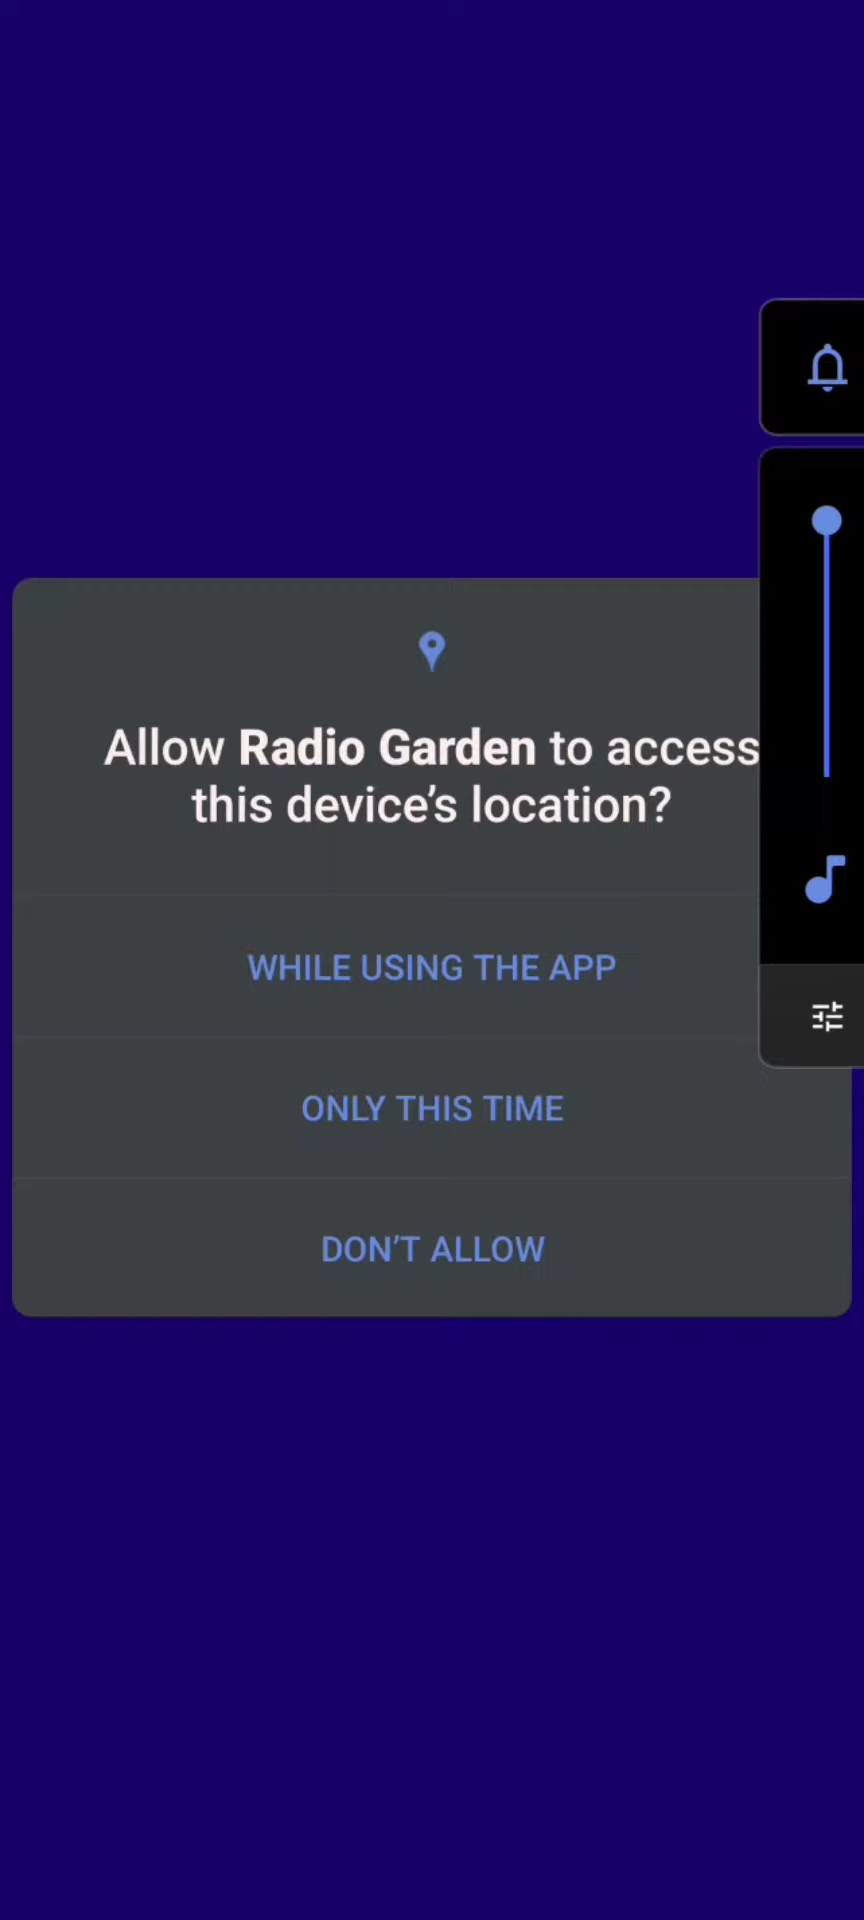 Allow Radio Garden to access
this device’s location?
WHILE USING THE APP
ONLY THIS TIME
DON’T ALLOW